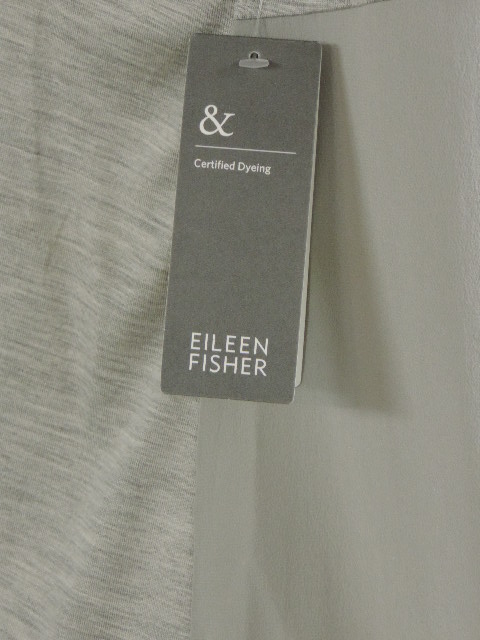 &
Certified Dyeing
EILEEN
FISHER